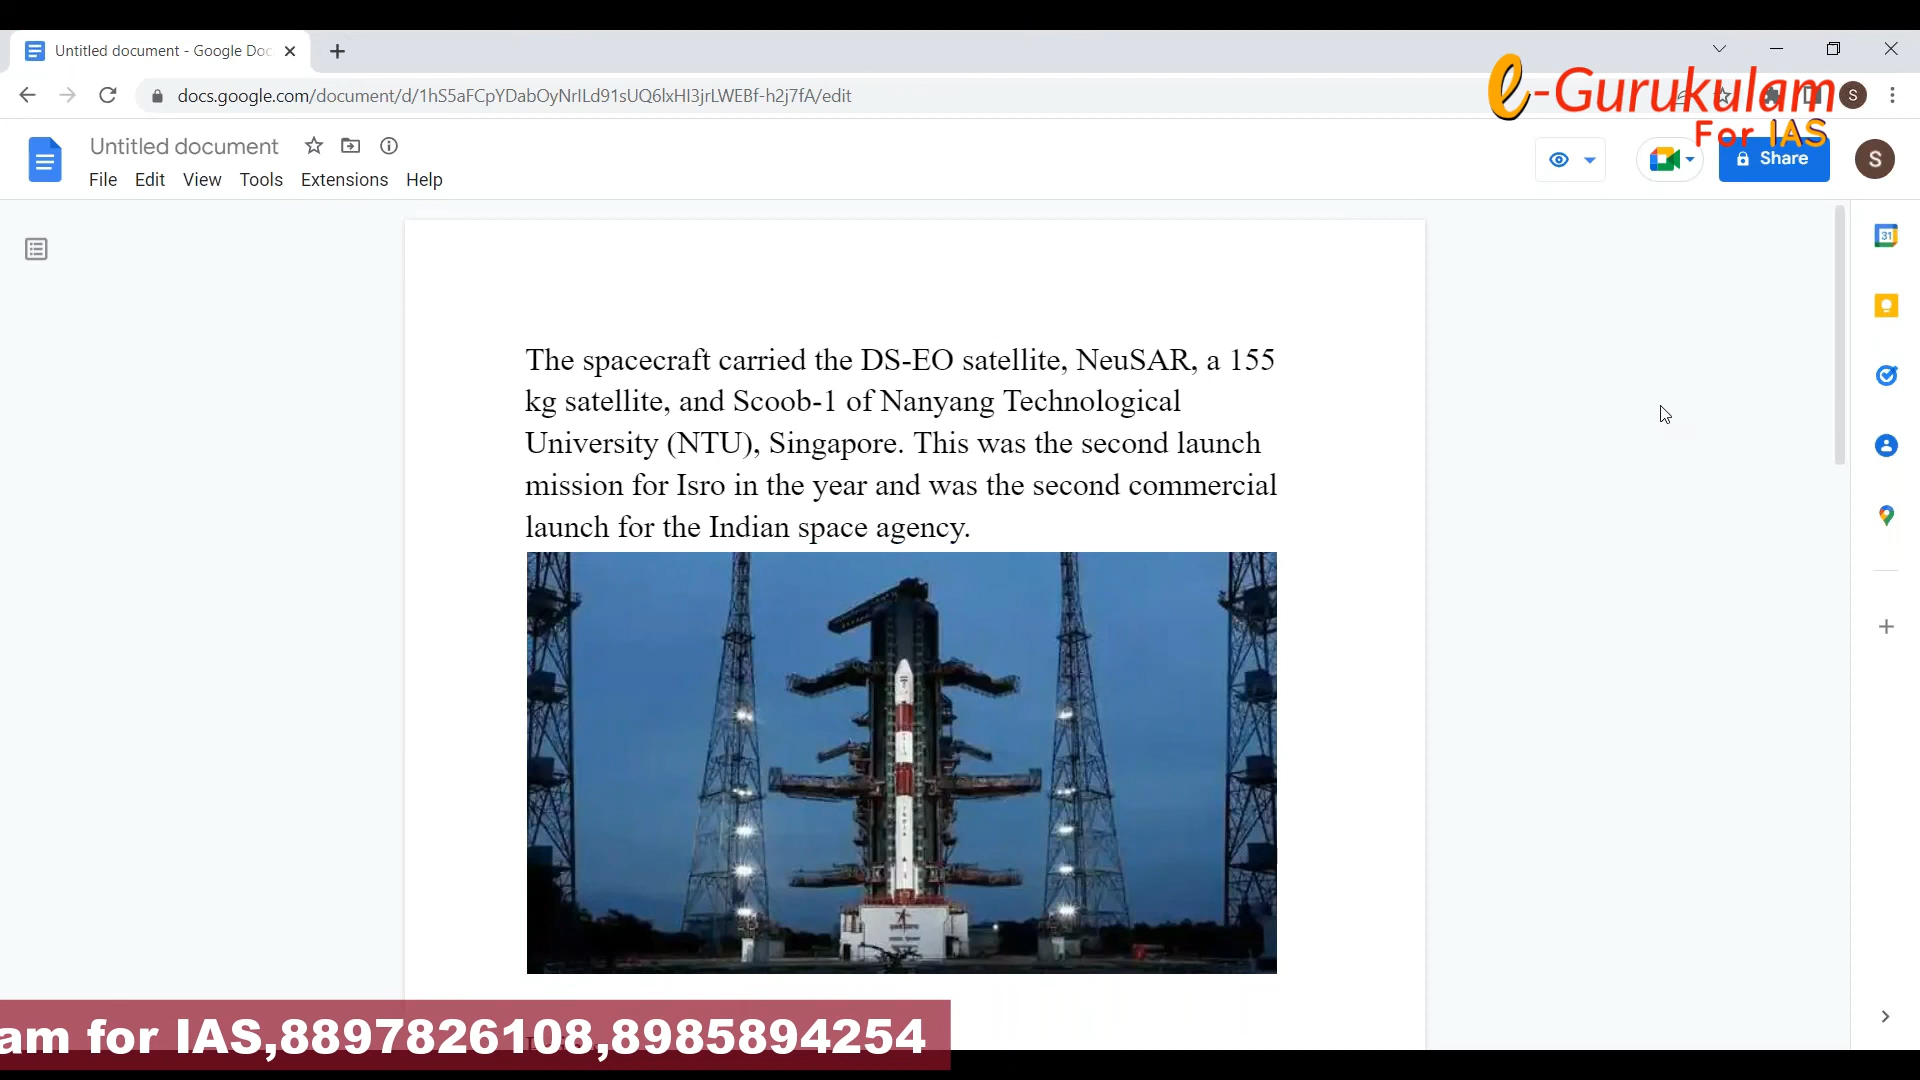 Untitled document - Google Doc
docs.google.com/document/d/1hS5aFCpYDabOyNrILd91sUQ6lxHI3jrLWEBf-h2j7fA/edit
S
e-Gurukulam
For IAS
Untitled document
File Edit View Tools Extensions Help
Share
S
31
The spacecraft carried the DS-EO satellite, NeuSAR, a 155
kg satellite, and Scoob-1 of Nanyang Technological
University (NTU), Singapore. This was the second launch
mission for Isro in the year and was the second commercial
launch for the Indian space agency.
am for IAS,8897826108,8985894254